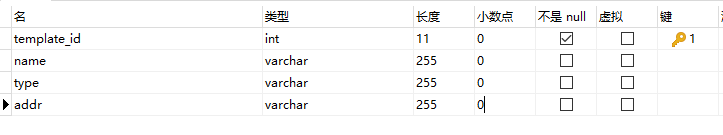 名 类型 长度 小数点 不是 null 虚拟 键
template_id int 11 0 1
name varchar 255 0
type varchar 255 0
addr varchar 255 0